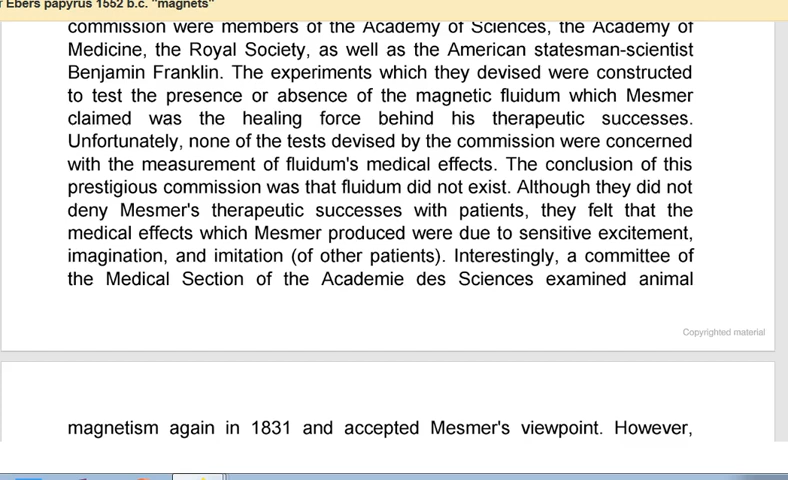 Ebers papyrus 1552 b.c. "magnets"
commission were members of the Academy of Sciences, the Academy of
Medicine, the Royal Society, as well as the American statesman-scientist
Benjamin Franklin. The experiments which they devised were constructed
to test the presence or absence of the magnetic fluidum which Mesmer
claimed was the healing force behind his therapeutic successes.
Unfortunately, none of the tests devised by the commission were concerned
with the measurement of fluidum's medical effects. The conclusion of this
prestigious commission was that fluidum did not exist. Although they did not
deny Mesmer's therapeutic successes with patients, they felt that the
medical effects which Mesmer produced were due to sensitive excitement,
imagination, and imitation (of other patients). Interestingly, a committee of
the Medical Section of the Academie des Sciences examined animal
Copyrighted material
magnetism again in 1831 and accepted Mesmer's viewpoint. However,